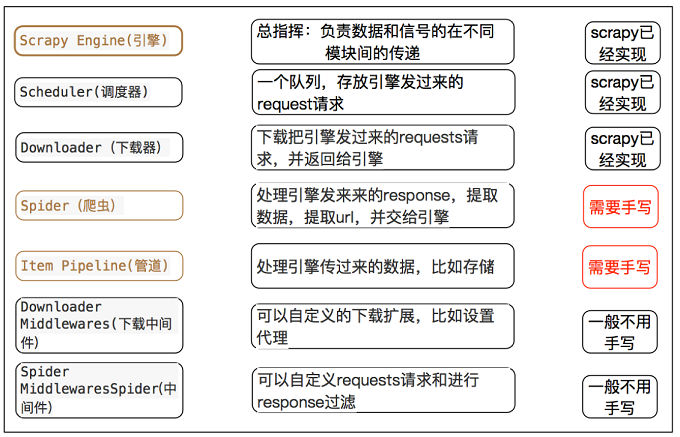 Scrapy Engine(引擎)
总指挥：负责数据和信号的在不同
模块间的传递
scrapy已
经实现
Scheduler(调度器)
一个队列，存放引擎发过来的
request请求
scrapy已
经实现
Downloader (下载器)
下载把引擎发过来的requests请
求，并返回给引擎
scrapy已
经实现
Spider (爬虫)
处理引擎发来来的response，提取
数据，提取url，并交给引擎
需要手写
Item Pipeline(管道)
处理引擎传过来的数据，比如存储
需要手写
Downloader
Middlewares(下载中间
件)
可以自定义的下载扩展，比如设置
代理
一般不用
手写
Spider
MiddlewaresSpider(中
间件)
可以自定义requests请求和进行
response过滤
一般不用
手写